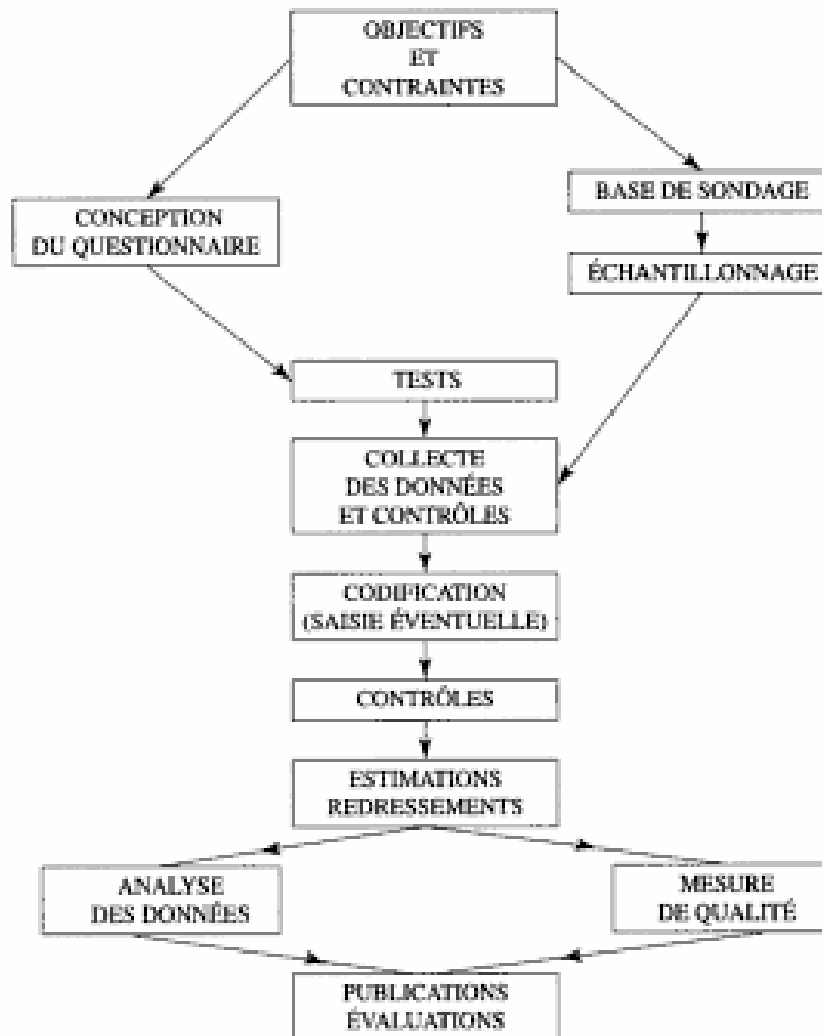 OBJECTIFS
ET
CONTRAINTES
CONCEPTION
DU QUESTIONNAIRE
BASE DE SONDAGE
ÉCHANTILLONNAGE
TESTS
COLLECTE
DES DONNÉES
ET CONTRÔLES
CODIFICATION
(SAISIE ÉVENTUELLE)
CONTRÔLES
ESTIMATIONS
REDRESSEMENTS
ANALYSE
DES DONNÉES
MESURE
DE QUALITÉ
PUBLICATIONS
ÉVALUATIONS